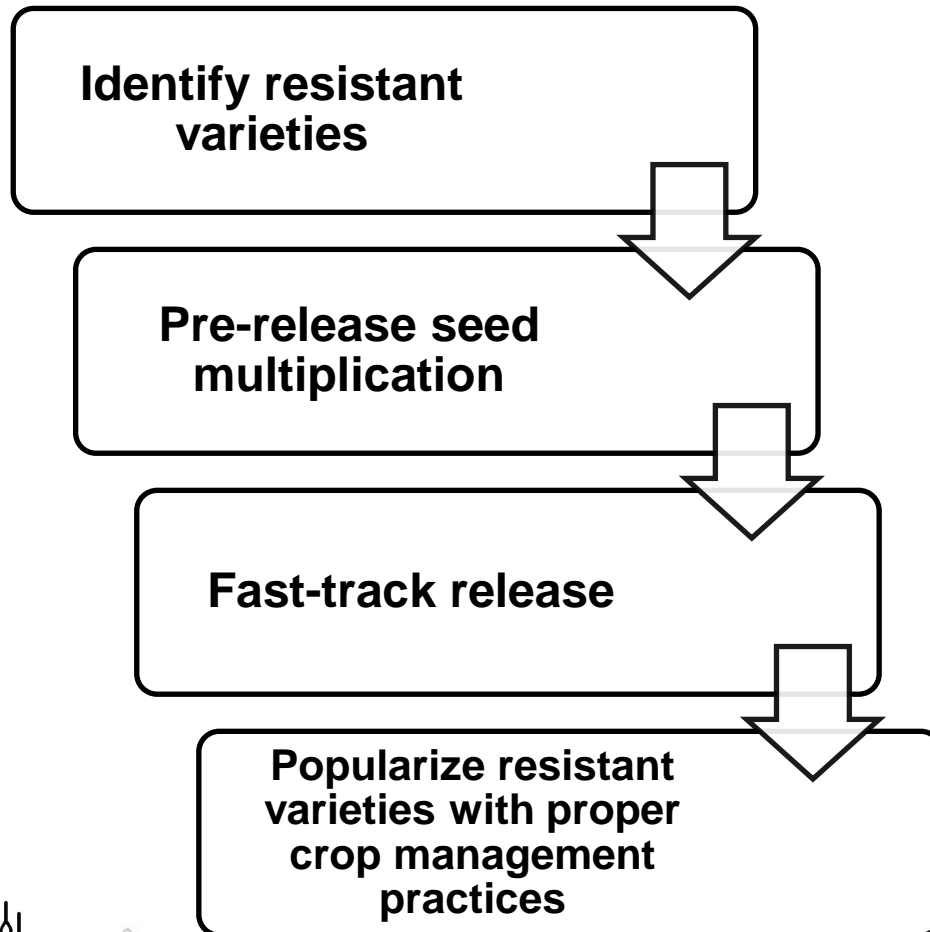 Identify resistant
varieties
Pre-release seed
multiplication
Fast-track release
Popularize resistant
varieties with proper
crop management
practices